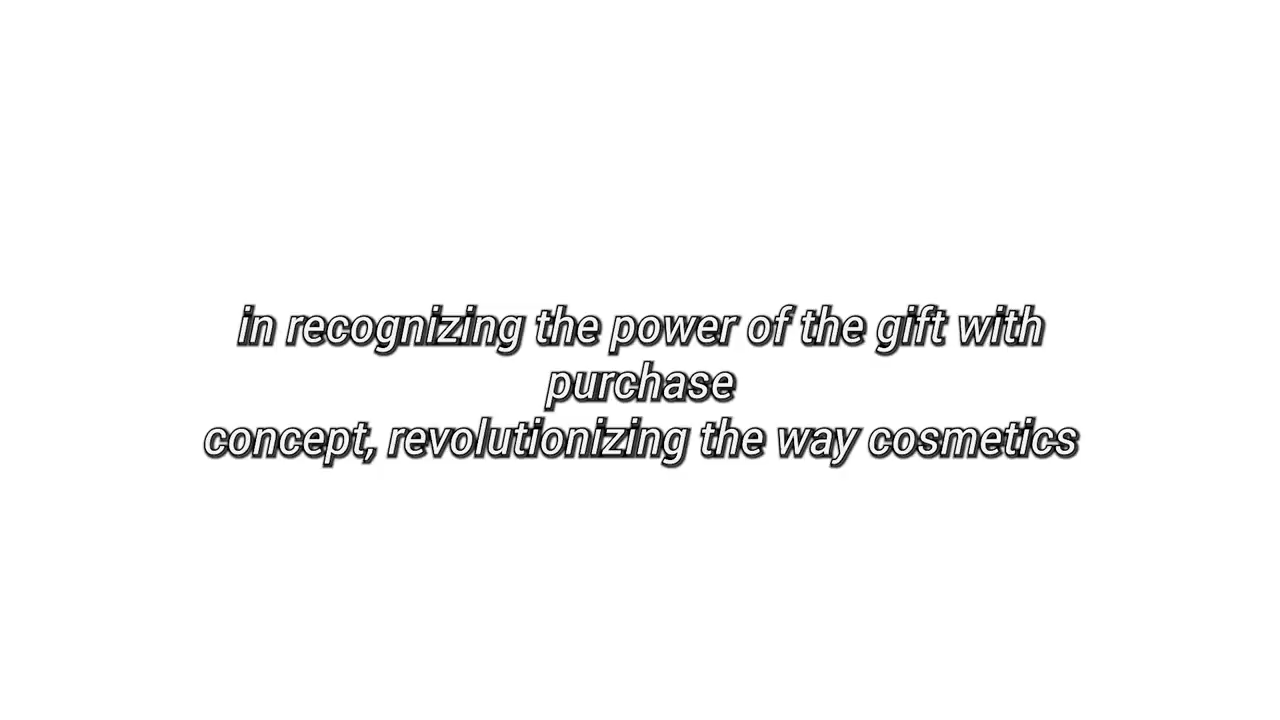 in recognizing the power of the gift with
purchase
concept, revolutionizing the way cosmetics